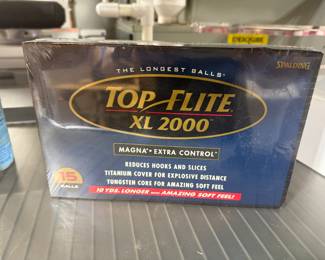 THE LONGEST BALLS
SPALDING
TOP FLITE
XL 2000
MAGNA EXTRA CONTROL
REDUCES HOOKS AND SLICES
TITANIUM COVER FOR EXPLOSIVE DISTANCE
TUNGSTEN CORE FOR AMAZING SOFT FEEL
15
BALLS
10 YDS. LONGER WITH AMAZING SOFT FEEL!